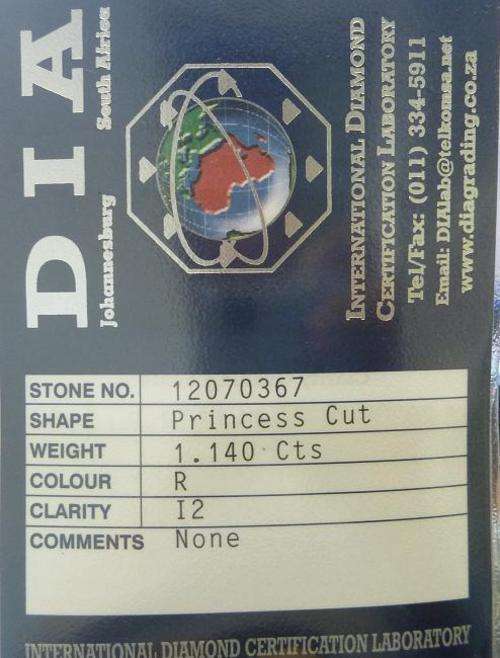 DIA
Johannesburg South Africa
INTERNATIONAL DIAMOND
CERTIFICATION LABORATORY
Tel/Fax: (011) 334-5911
Email: DIAlab@telkomsa.net
www.diagrading.co.za
STONE NO. 12070367
SHAPE Princess Cut
WEIGHT 1.140 Cts
COLOUR R
CLARITY I2
COMMENTS None
INTERNATIONAL DIAMOND CERTIFICATION LABORATORY